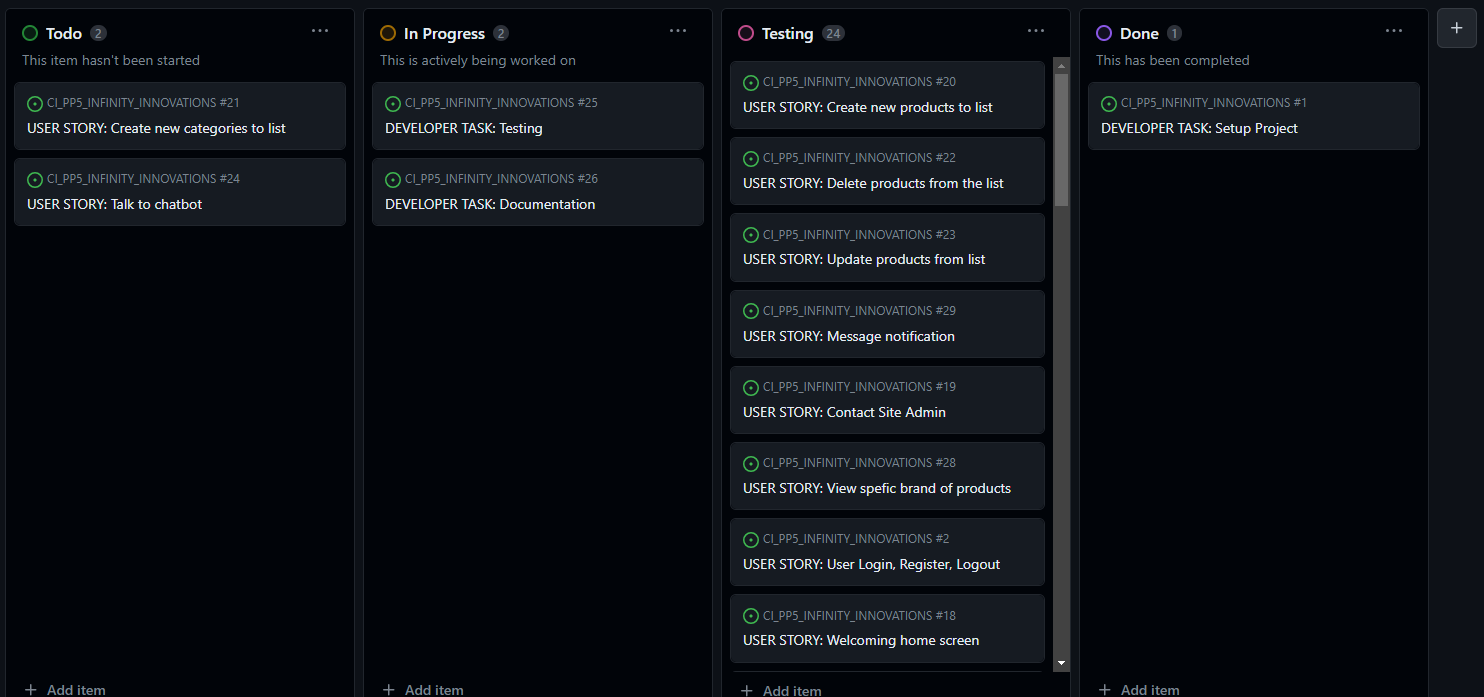 Todo 2
This item hasn't been started
CI_PP5_INFINITY_INNOVATIONS #21
USER STORY: Create new categories to list
CI_PP5_INFINITY_INNOVATIONS #24
USER STORY: Talk to chatbot
+ Add item
In Progress 2
This is actively being worked on
CI_PP5_INFINITY_INNOVATIONS #25
DEVELOPER TASK: Testing
CI_PP5_INFINITY_INNOVATIONS #26
DEVELOPER TASK: Documentation
+ Add item
Testing 24
CI_PP5_INFINITY_INNOVATIONS #20
USER STORY: Create new products to list
CI_PP5_INFINITY_INNOVATIONS #22
USER STORY: Delete products from the list
CI_PP5_INFINITY_INNOVATIONS #23
USER STORY: Update products from list
CI_PP5_INFINITY_INNOVATIONS #29
USER STORY: Message notification
CI_PP5_INFINITY_INNOVATIONS #19
USER STORY: Contact Site Admin
CI_PP5_INFINITY_INNOVATIONS #28
USER STORY: View spefic brand of products
CI_PP5_INFINITY_INNOVATIONS #2
USER STORY: User Login, Register, Logout
CI_PP5_INFINITY_INNOVATIONS #18
USER STORY: Welcoming home screen
+ Add item
Done 1
This has been completed
CI_PP5_INFINITY_INNOVATIONS #1
DEVELOPER TASK: Setup Project
+ Add item